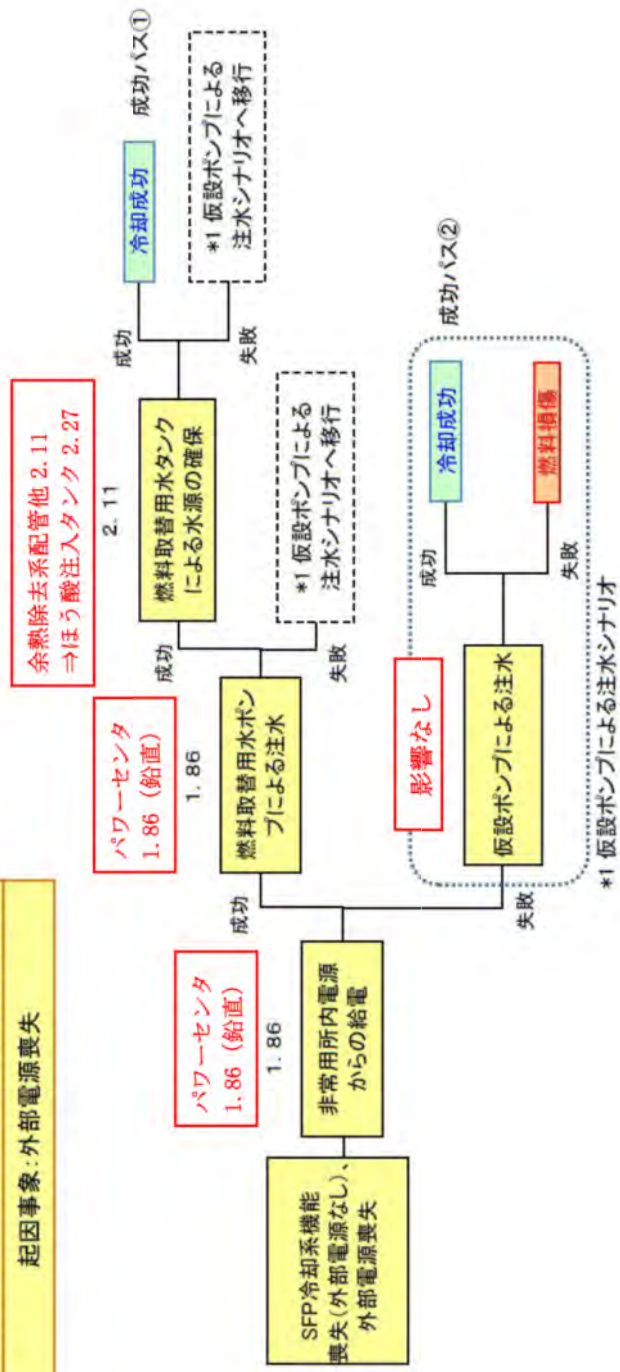 起因事象:外部電源喪失
SFP冷却系機能
喪失(外部電源なし)、
外部電源喪失
パワーセンタ
1.86 (鉛直)
1.86
非常用所内電源
からの給電
成功
失敗
パワーセンタ
1.86 (鉛直)
1.86
燃料取替用水ポン
プによる注水
成功
失敗
余熱除去系配管他 2.11
⇒ほう酸注入タンク 2.27
2.11
燃料取替用水タンク
による水源の確保
成功
失敗
冷却成功
成功パス①
*1 仮設ポンプによる
注水シナリオへ移行
*1 仮設ポンプによる
注水シナリオへ移行
影響なし
仮設ポンプによる注水
成功
失敗
冷却成功
燃料損傷
成功パス②
*1 仮設ポンプによる注水シナリオ